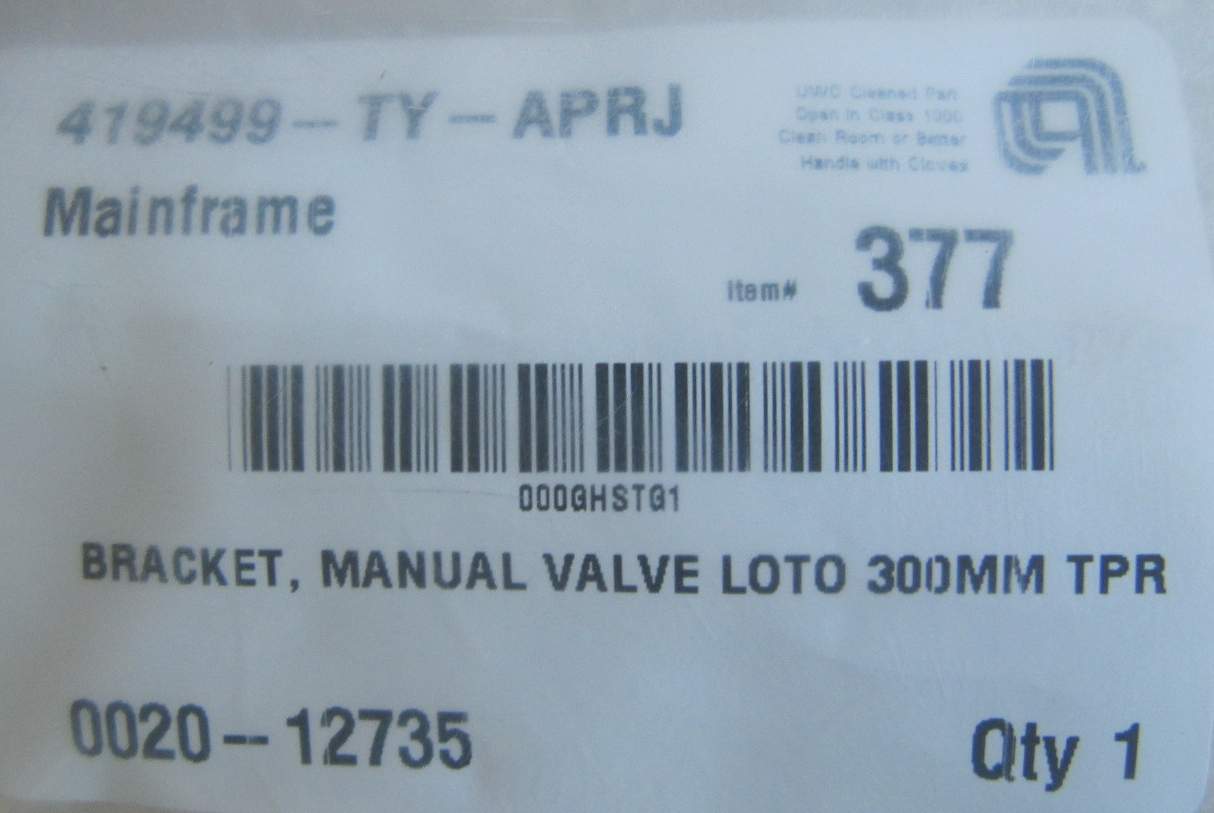 419499-TY-APRJ
UWC Cleaned Part
Open in Class 1000
Clean Room or Better
Handle with Gloves
Mainframe
Item# 377
000GHSTG1
BRACKET, MANUAL VALVE LOTO 300MM TPR
0020-12735
Qty 1